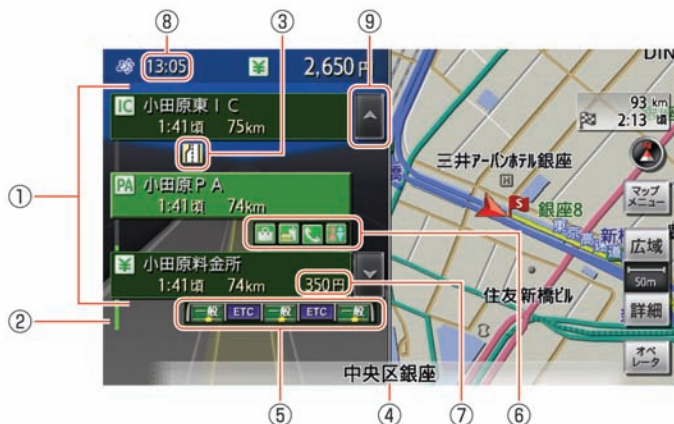 ⑧ ③ ⑨
13:05 ¥ 2,650円
IC 小田原東IC
1:41頃 75km
PA 小田原PA
1:41頃 74km
¥ 小田原料金所
1:41頃 74km 350円
一般 ETC 一般 ETC 一般
①
②
DIN
93 km
2:13 頃
三井アーバンホテル銀座
H
S
銀座8
マップ
メニュー
広域
50m
詳細
住友新橋ビル
オペ
レータ
中央区銀座
⑤ ④ ⑦ ⑥